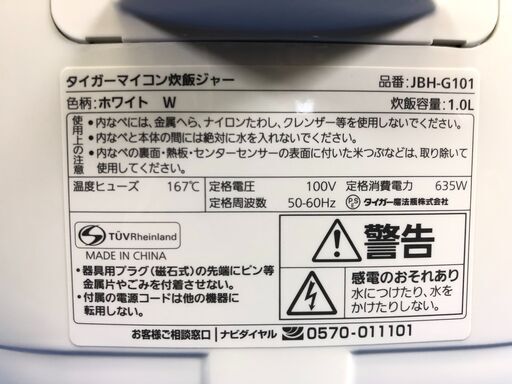 タイガーマイコン炊飯ジャー 品番:JBH-G101
色柄:ホワイト W 炊飯容量:1.0L
使用上の注意
•内なべには、金属へら、ナイロンたわし、クレンザー等を使用しないでください。
•内なべと本体の間には絶対に水を入れないでください。
•内なべの裏面・熱板・センターセンサーの表面に付いた米つぶなどは、取り除いて
使用してください。
温度ヒューズ 167℃ 定格電圧 100V 定格消費電力 635W
定格周波数 50-60Hz PSE タイガー魔法瓶株式会社
TÜVRheinland
MADE IN CHINA
•器具用プラグ(磁石式)の先端にピン等
金属片やごみを付着させない。
•付属の電源コードは他の機器に
転用しない。
警告
感電のおそれあり
水につけたり、水を
かけたりしない。
お客様ご相談窓口 ナビダイヤル 0570-011101